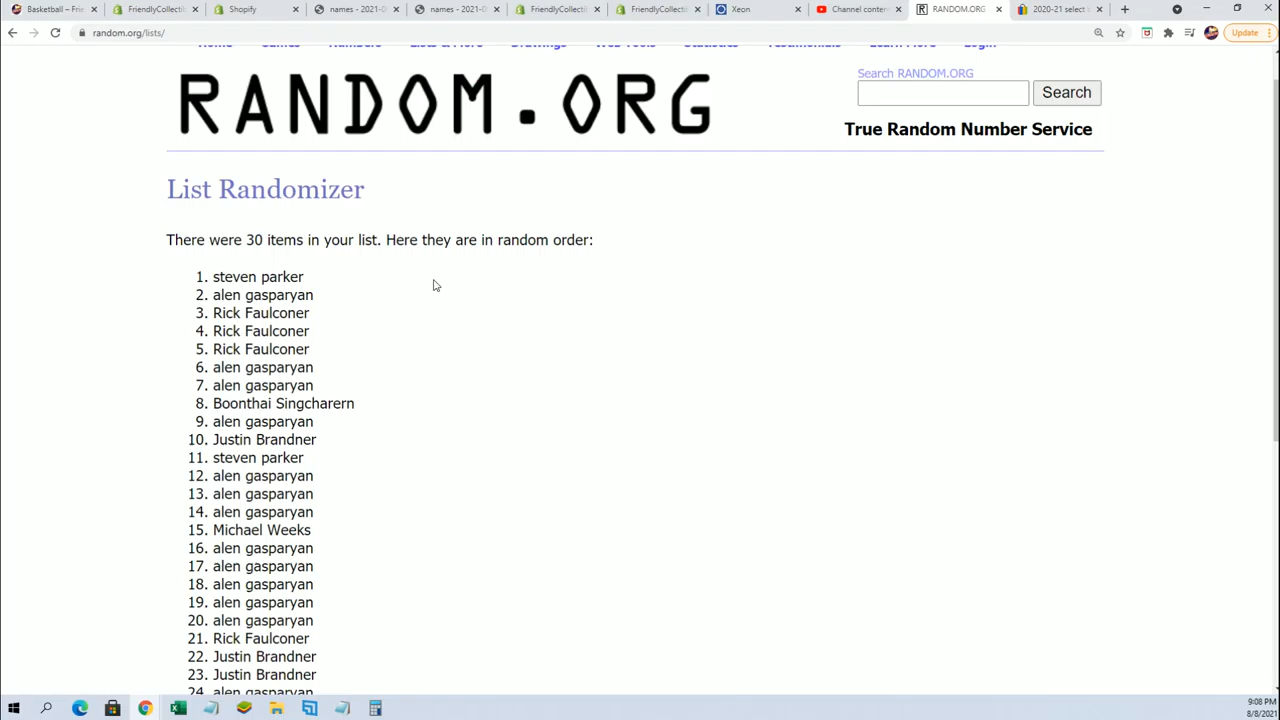 Basketball – Frie
FriendlyCollectib
Shopify
names - 2021-0
names - 2021-0
FriendlyCollectib
FriendlyCollectib
Xeon
Channel conten
RANDOM.ORG
2020-21 select s
random.org/lists/
Update
Home Games Numbers Lists & More Drawings Web Tools Statistics Testimonials Learn More Login
RANDOM.ORG
Search RANDOM.ORG
Search
True Random Number Service
List Randomizer
There were 30 items in your list. Here they are in random order:
1. steven parker
2. alen gasparyan
3. Rick Faulconer
4. Rick Faulconer
5. Rick Faulconer
6. alen gasparyan
7. alen gasparyan
8. Boonthai Singcharern
9. alen gasparyan
10. Justin Brandner
11. steven parker
12. alen gasparyan
13. alen gasparyan
14. alen gasparyan
15. Michael Weeks
16. alen gasparyan
17. alen gasparyan
18. alen gasparyan
19. alen gasparyan
20. alen gasparyan
21. Rick Faulconer
22. Justin Brandner
23. Justin Brandner
24. alen gasparyan
9:08 PM
8/8/2021